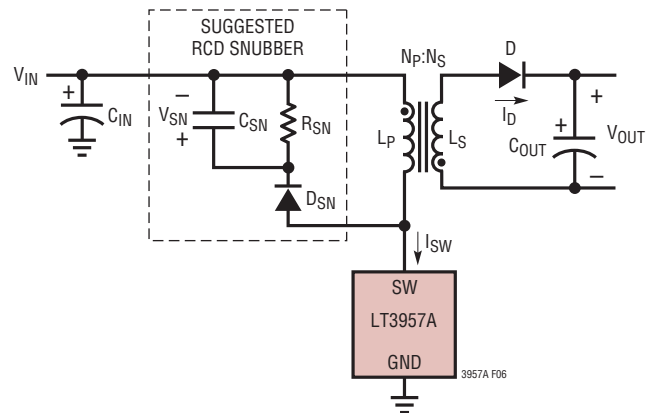 SUGGESTED
RCD SNUBBER
NP:NS
D
VIN
+
CIN
−
VSN
+
CSN
RSN
DSN
LP
LS
ID
+
COUT
+
VOUT
−
ISW
SW
LT3957A
GND
3957A F06